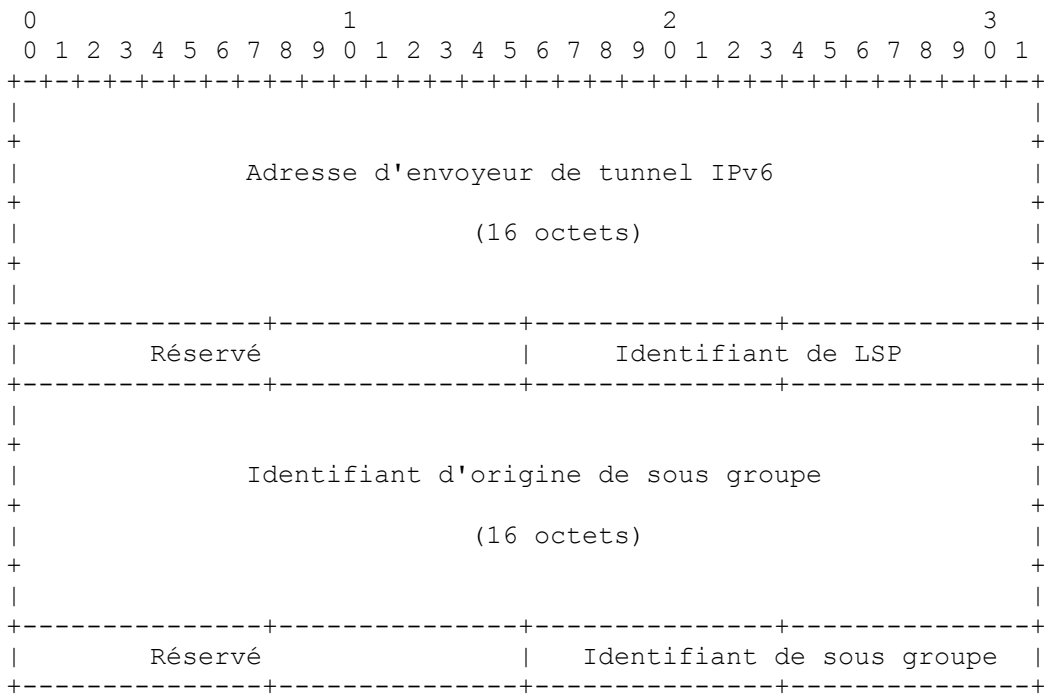 0                   1                   2                   3
0 1 2 3 4 5 6 7 8 9 0 1 2 3 4 5 6 7 8 9 0 1 2 3 4 5 6 7 8 9 0 1
Adresse d'envoyeur de tunnel IPv6
(16 octets)
Réservé | Identifiant de LSP
Identifiant d'origine de sous groupe
(16 octets)
Réservé | Identifiant de sous groupe